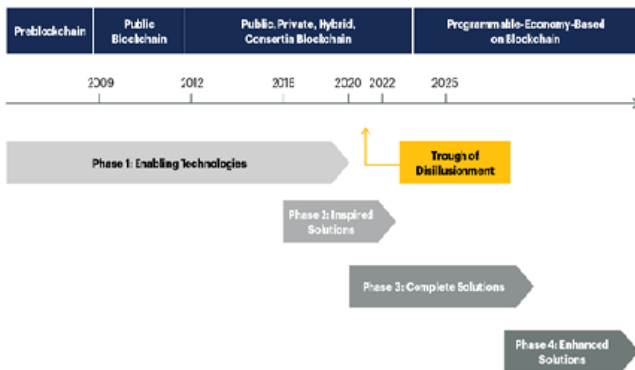 Preblockchain
Public
Blockchain
Public, Private, Hybrid,
Consortia Blockchain
Programmable-Economy-Based
on Blockchain
2009 2012 2016 2020 2022 2025
Phase 1: Enabling Technologies
Trough of
Disillusionment
Phase 2: Inspired
Solutions
Phase 3: Complete Solutions
Phase 4: Enhanced
Solutions